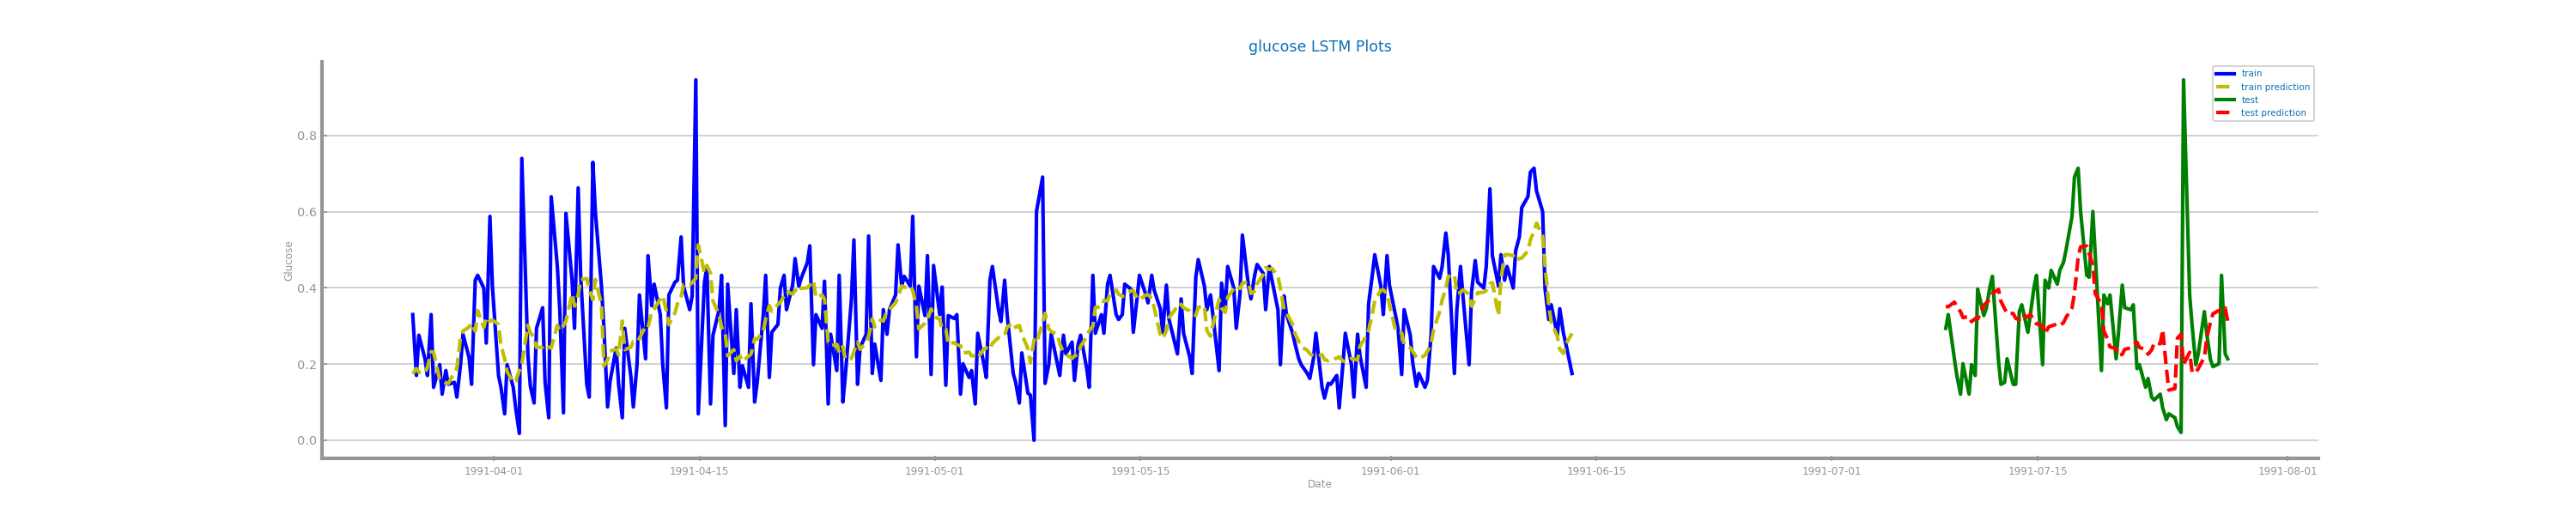 glucose LSTM Plots
train
train prediction
test
test prediction
0.8
0.6
0.4
0.2
0.0
Glucose
1991-04-01 1991-04-15 1991-05-01 1991-05-15 1991-06-01 1991-06-15 1991-07-01 1991-07-15 1991-08-01
Date